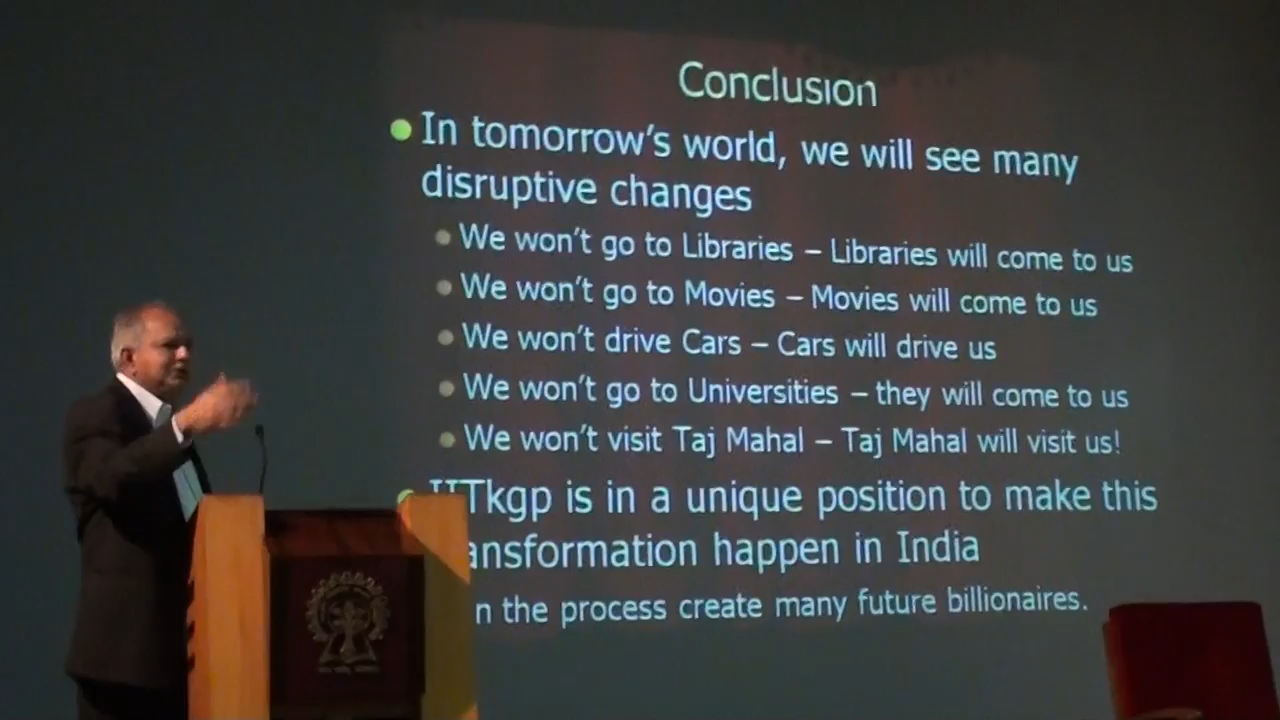 Conclusion
In tomorrow's world, we will see many
disruptive changes
We won't go to Libraries – Libraries will come to us
We won't go to Movies – Movies will come to us
We won't drive Cars – Cars will drive us
We won't go to Universities – they will come to us
We won't visit Taj Mahal – Taj Mahal will visit us!
IITkgp is in a unique position to make this
ansformation happen in India
n the process create many future billionaires.